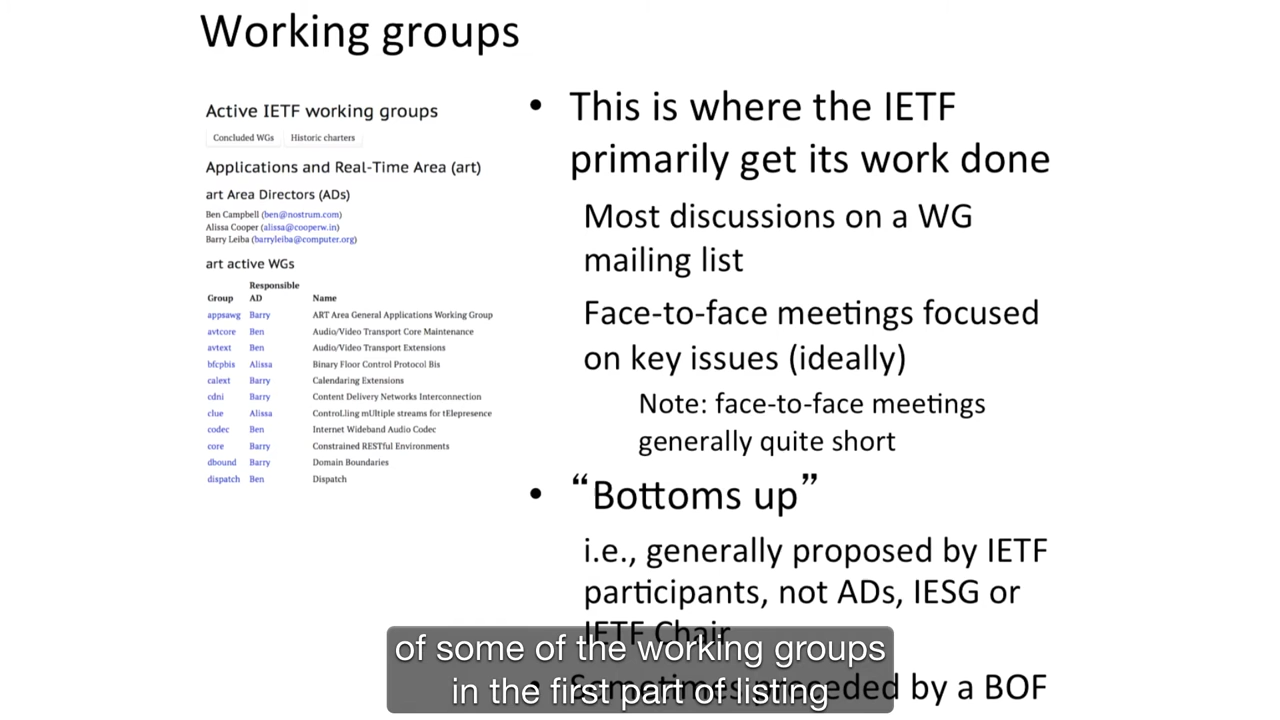 Working groups
Active IETF working groups
Concluded WGs Historic charters
Applications and Real-Time Area (art)
art Area Directors (ADs)
Ben Campbell (ben@nostrum.com)
Alissa Cooper (alissa@cooperw.in)
Barry Leiba (barryleiba@computer.org)
art active WGs
Responsible
Group AD Name
appsawg Barry ART Area General Applications Working Group
avtcore Ben Audio/Video Transport Core Maintenance
avtext Ben Audio/Video Transport Extensions
bfcpbis Alissa Binary Floor Control Protocol Bis
calext Barry Calendaring Extensions
cdni Barry Content Delivery Networks Interconnection
clue Alissa ControLling mUltiple streams for tElepresence
codec Ben Internet Wideband Audio Codec
core Barry Constrained RESTful Environments
dbound Barry Domain Boundaries
dispatch Ben Dispatch
• This is where the IETF
primarily get its work done
Most discussions on a WG
mailing list
Face-to-face meetings focused
on key issues (ideally)
Note: face-to-face meetings
generally quite short
• “Bottoms up”
i.e., generally proposed by IETF
participants, not ADs, IESG or
IETF Chair
• Sometimes preceded by a BOF
of some of the working groups
in the first part of listing